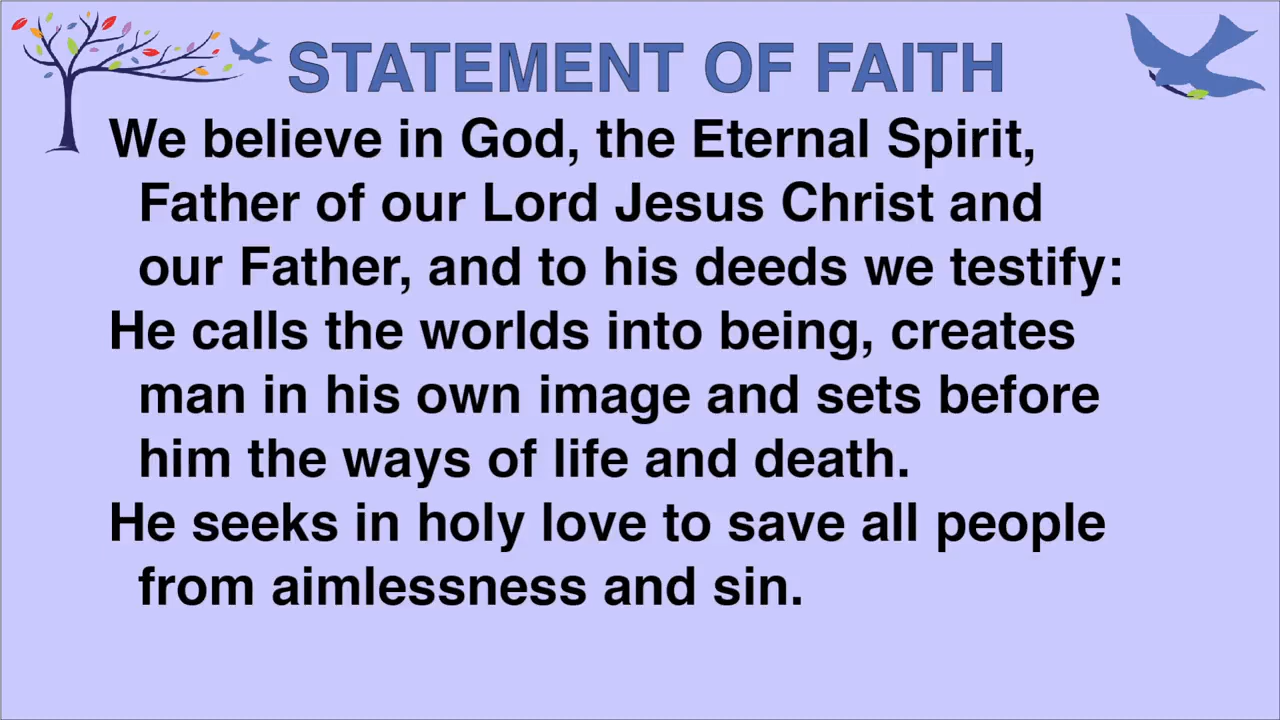 STATEMENT OF FAITH
We believe in God, the Eternal Spirit,
Father of our Lord Jesus Christ and
our Father, and to his deeds we testify:
He calls the worlds into being, creates
man in his own image and sets before
him the ways of life and death.
He seeks in holy love to save all people
from aimlessness and sin.